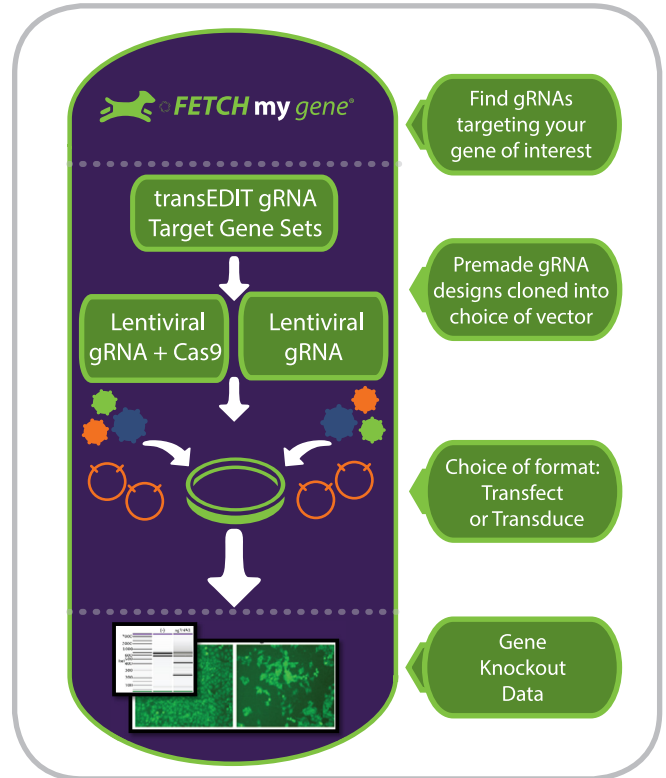 FETCH my gene®
Find gRNAs
targeting your
gene of interest
transEDIT gRNA
Target Gene Sets
Premade gRNA
designs cloned into
choice of vector
Lentiviral
gRNA + Cas9
Lentiviral
gRNA
Choice of format:
Transfect
or Transduce
Gene
Knockout
Data